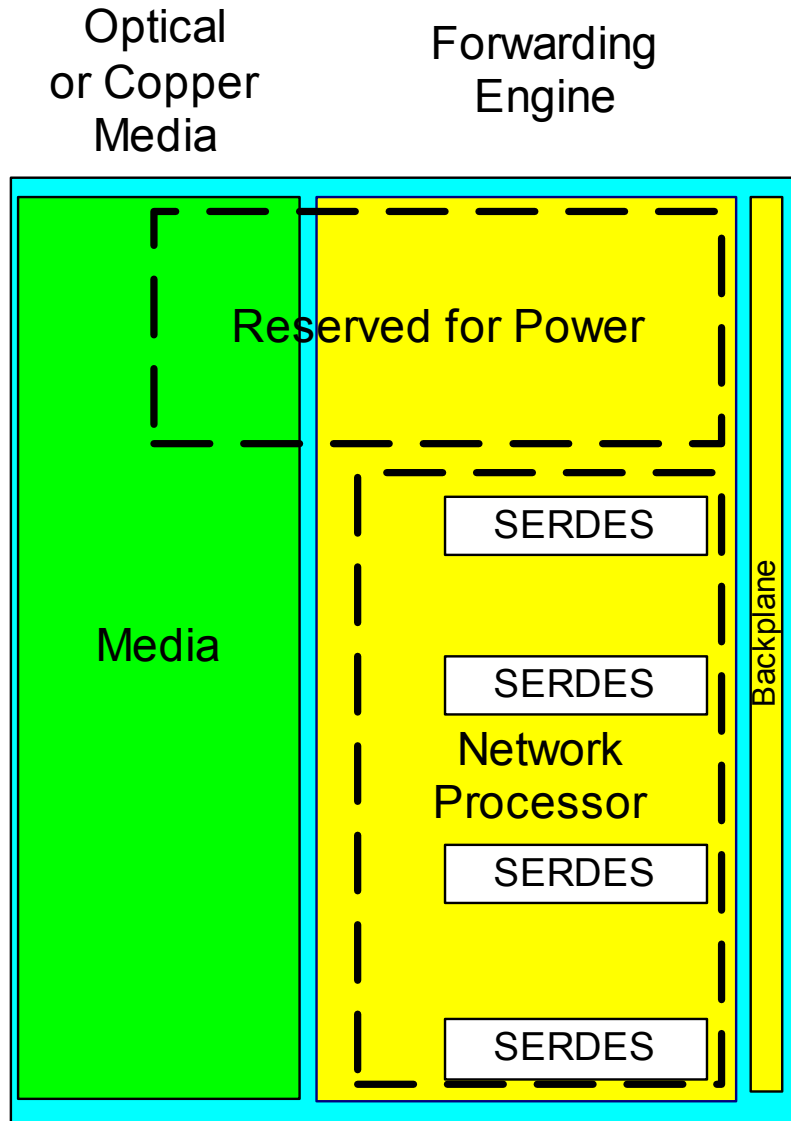 Optical
or Copper
Media
Forwarding
Engine
Reserved for Power
SERDES
Media
Backplane
SERDES
Network
Processor
SERDES
SERDES